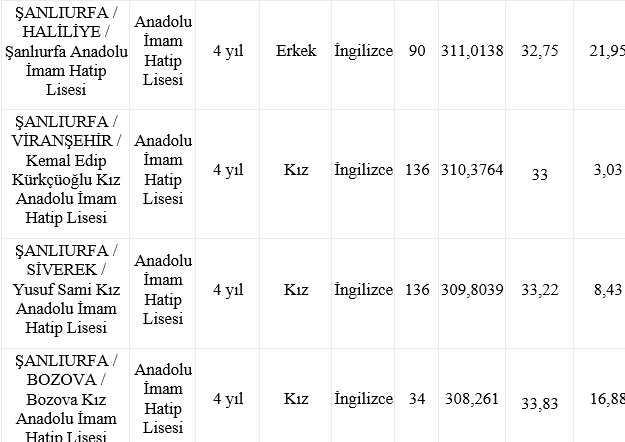 ŞANLIURFA /
HALİLİYE /
Şanlıurfa Anadolu
İmam Hatip
Lisesi
Anadolu
İmam
Hatip
Lisesi
4 yıl
Erkek
İngilizce
90
311,0138
32,75
21,95
ŞANLIURFA /
VİRANŞEHİR /
Kemal Edip
Kürkçüoğlu Kız
Anadolu İmam
Hatip Lisesi
Anadolu
İmam
Hatip
Lisesi
4 yıl
Kız
İngilizce
136
310,3764
33
3,03
ŞANLIURFA /
SİVEREK /
Yusuf Sami Kız
Anadolu İmam
Hatip Lisesi
Anadolu
İmam
Hatip
Lisesi
4 yıl
Kız
İngilizce
136
309,8039
33,22
8,43
ŞANLIURFA /
BOZOVA /
Bozova Kız
Anadolu İmam
Hatip Lisesi
Anadolu
İmam
Hatip
Lisesi
4 yıl
Kız
İngilizce
34
308,261
33,83
16,88